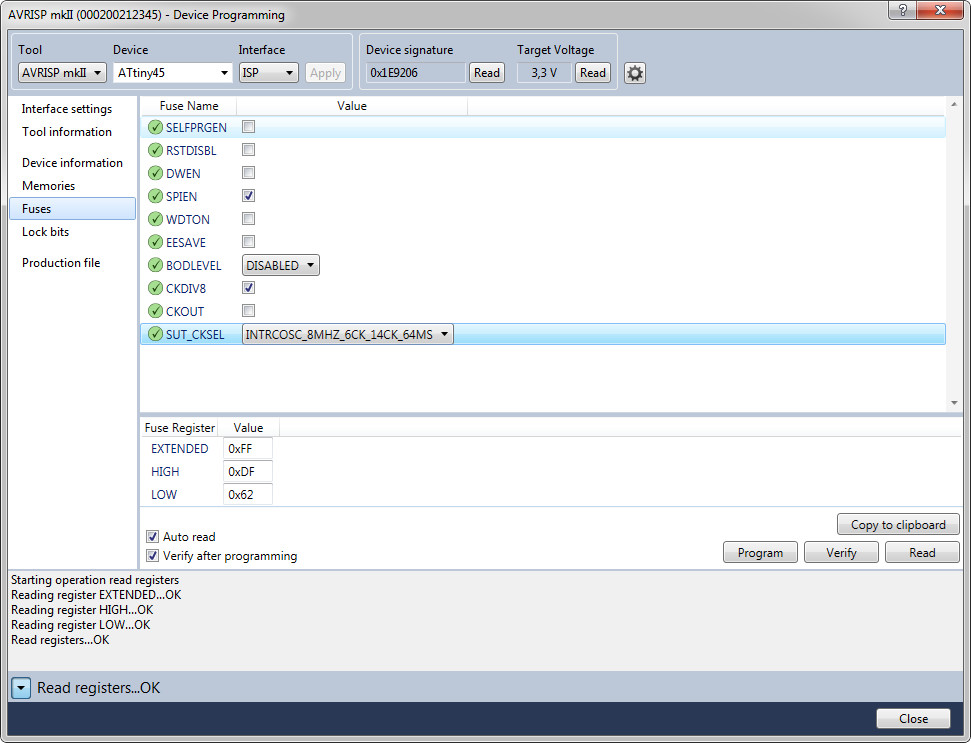 AVRISP mkII (000200212345) - Device Programming
Tool Device Interface Device signature Target Voltage
AVRISP mkII ATtiny45 ISP Apply 0x1E9206 Read 3,3 V Read
Interface settings
Tool information
Device information
Memories
Fuses
Lock bits
Production file
Fuse Name Value
SELFPRGEN
RSTDISBL
DWEN
SPIEN
WDTON
EESAVE
BODLEVEL DISABLED
CKDIV8
CKOUT
SUT_CKSEL INTRCOSC_8MHZ_6CK_14CK_64MS
Fuse Register Value
EXTENDED 0xFF
HIGH 0xDF
LOW 0x62
Copy to clipboard
Auto read
Verify after programming
Program Verify Read
Starting operation read registers
Reading register EXTENDED...OK
Reading register HIGH...OK
Reading register LOW...OK
Read registers...OK
Read registers...OK
Close